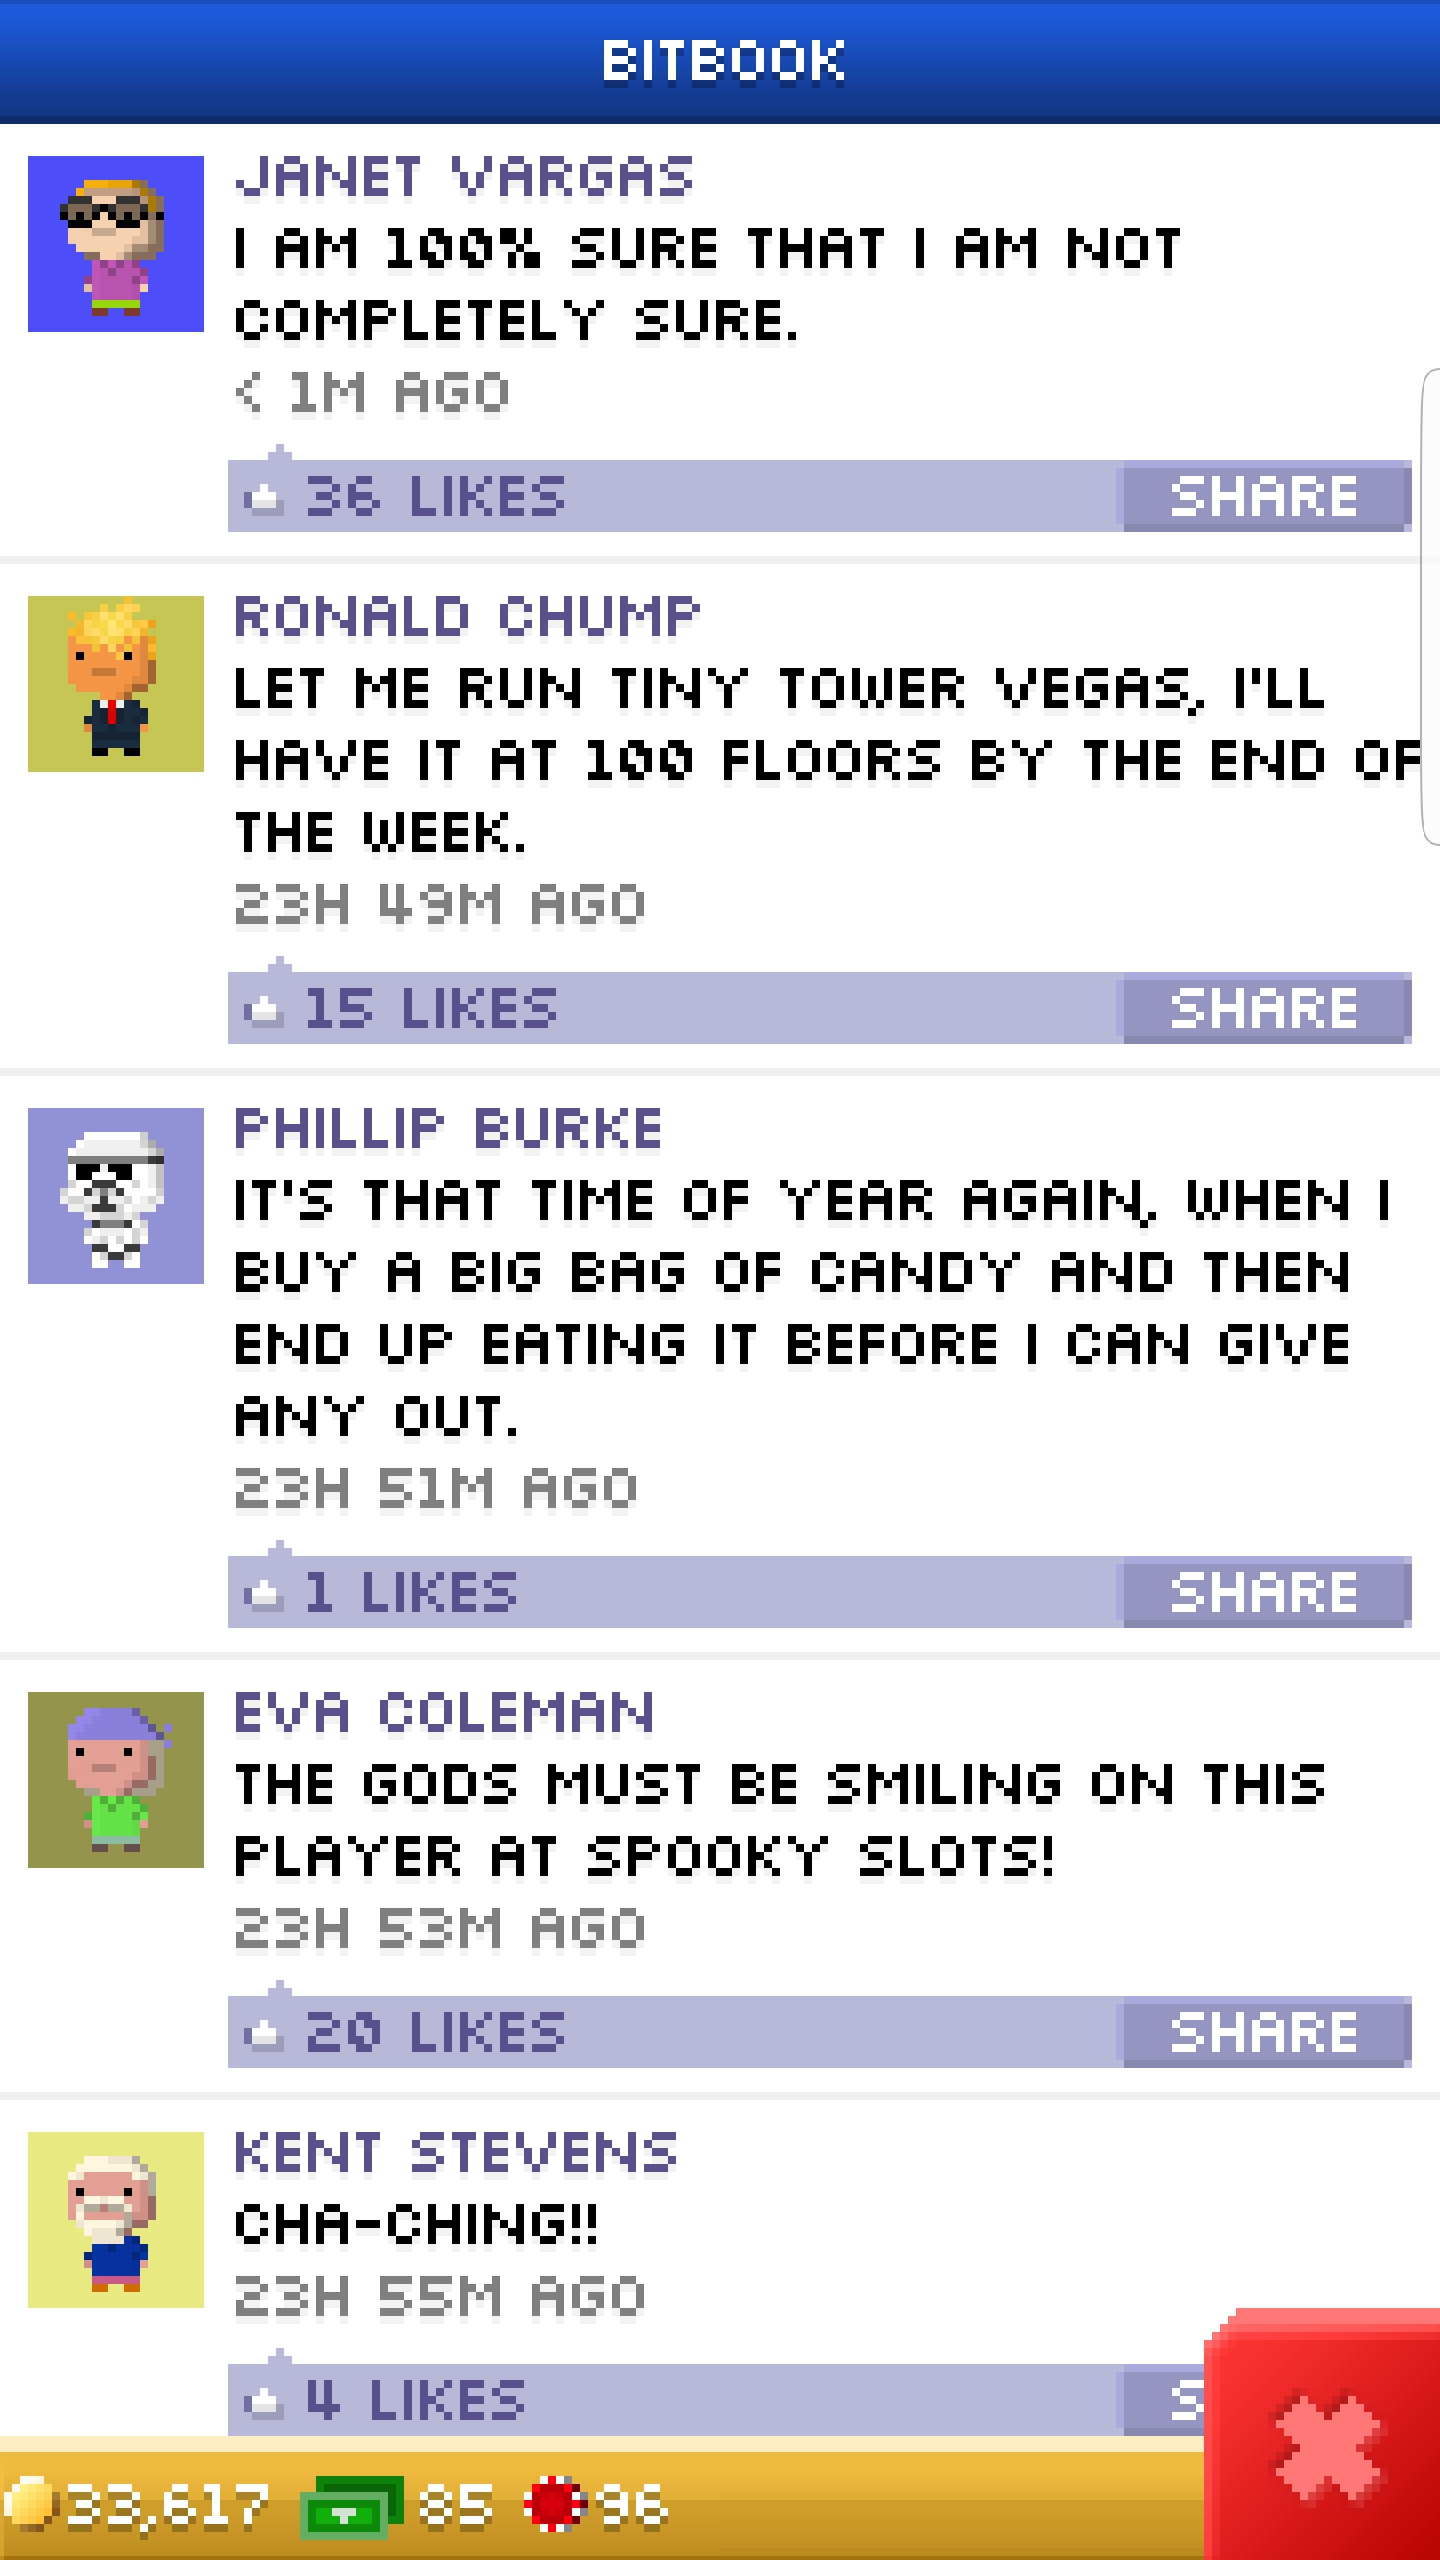 BITBOOK
JANET VARGAS
I AM 100% SURE THAT I AM NOT
COMPLETELY SURE.
< 1M AGO
36 LIKES SHARE
RONALD CHUMP
LET ME RUN TINY TOWER VEGAS, I'LL
HAVE IT AT 100 FLOORS BY THE END OF
THE WEEK.
23H 49M AGO
15 LIKES SHARE
PHILLIP BURKE
IT'S THAT TIME OF YEAR AGAIN, WHEN I
BUY A BIG BAG OF CANDY AND THEN
END UP EATING IT BEFORE I CAN GIVE
ANY OUT.
23H 51M AGO
1 LIKES SHARE
EVA COLEMAN
THE GODS MUST BE SMILING ON THIS
PLAYER AT SPOOKY SLOTS!
23H 53M AGO
20 LIKES SHARE
KENT STEVENS
CHA-CHING!!
23H 55M AGO
4 LIKES S
33,617 85 96